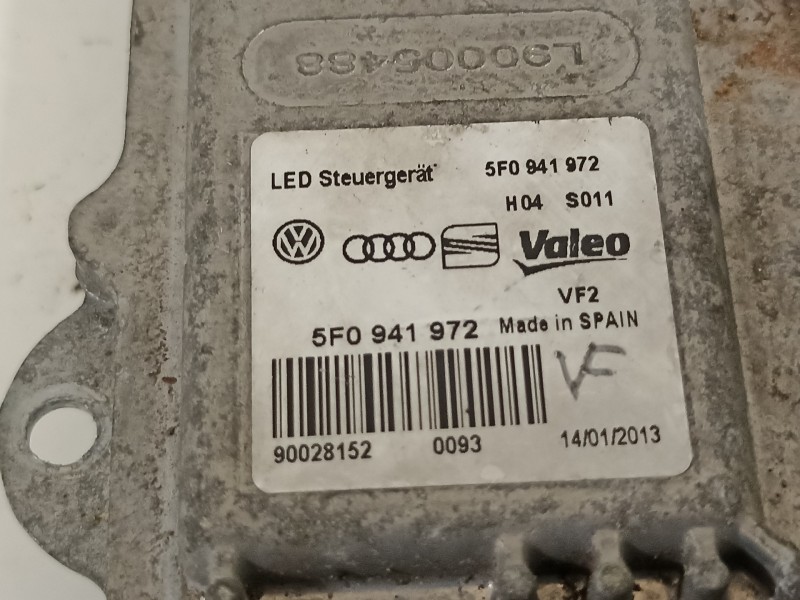 L90005488
LED Steuergerät 5F0 941 972
H04 S011
Valeo
VF2
5F0 941 972 Made in SPAIN
VF
90028152 0093 14/01/2013